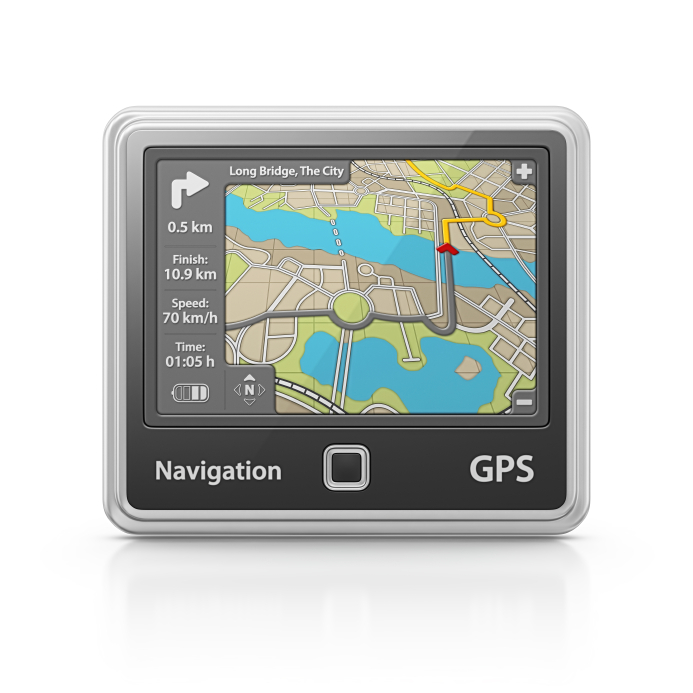 Long Bridge, The City
0.5 km
Finish:
10.9 km
Speed:
70 km/h
Time:
01:05 h
N
Navigation
GPS